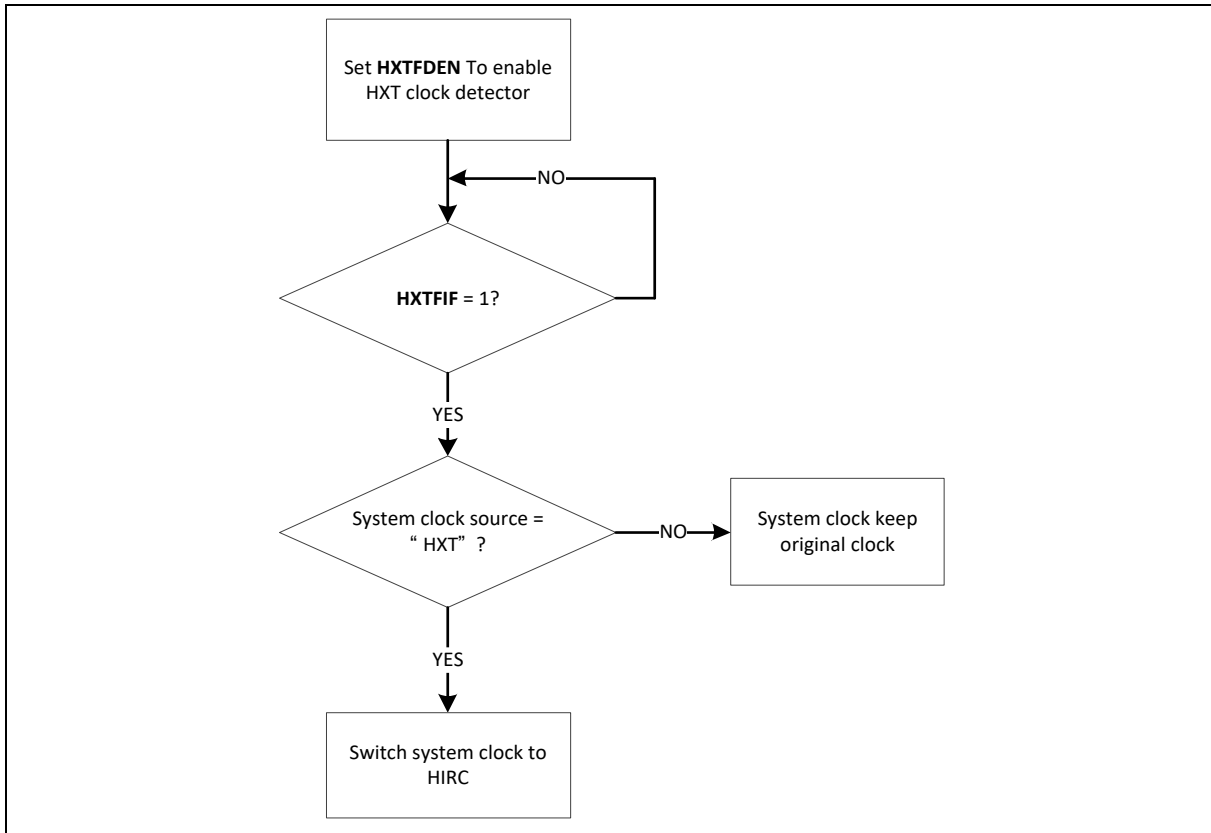 Set HXTFDEN To enable
HXT clock detector
NO
HXTFIF = 1?
YES
System clock source =
“ HXT” ?
NO
System clock keep
original clock
YES
Switch system clock to
HIRC